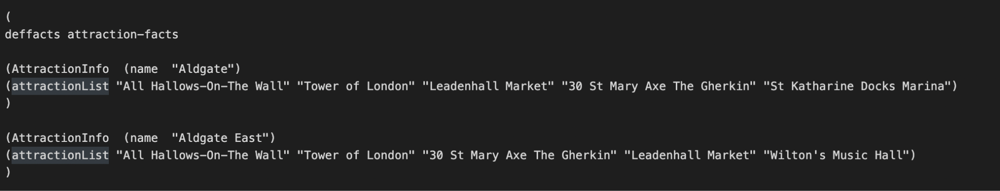 (
deffacts attraction-facts
(AttractionInfo  (name  "Aldgate")
(attractionList "All Hallows-On-The Wall" "Tower of London" "Leadenhall Market" "30 St Mary Axe The Gherkin" "St Katharine Docks Marina")
)
(AttractionInfo  (name  "Aldgate East")
(attractionList "All Hallows-On-The Wall" "Tower of London" "30 St Mary Axe The Gherkin" "Leadenhall Market" "Wilton's Music Hall")
)